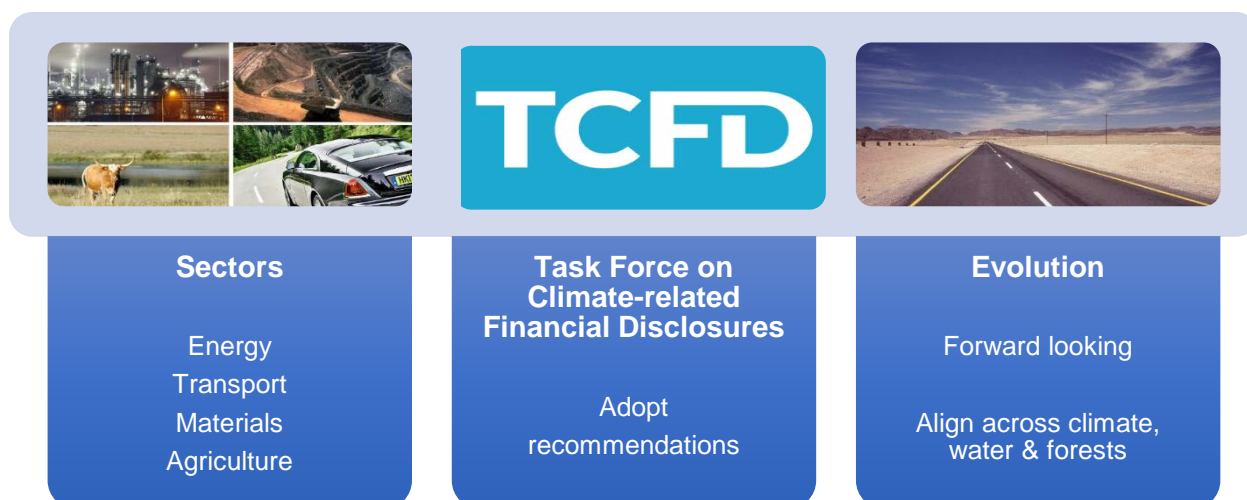 TCFD
Sectors
Energy
Transport
Materials
Agriculture
Task Force on
Climate-related
Financial Disclosures
Adopt
recommendations
Evolution
Forward looking
Align across climate,
water & forests